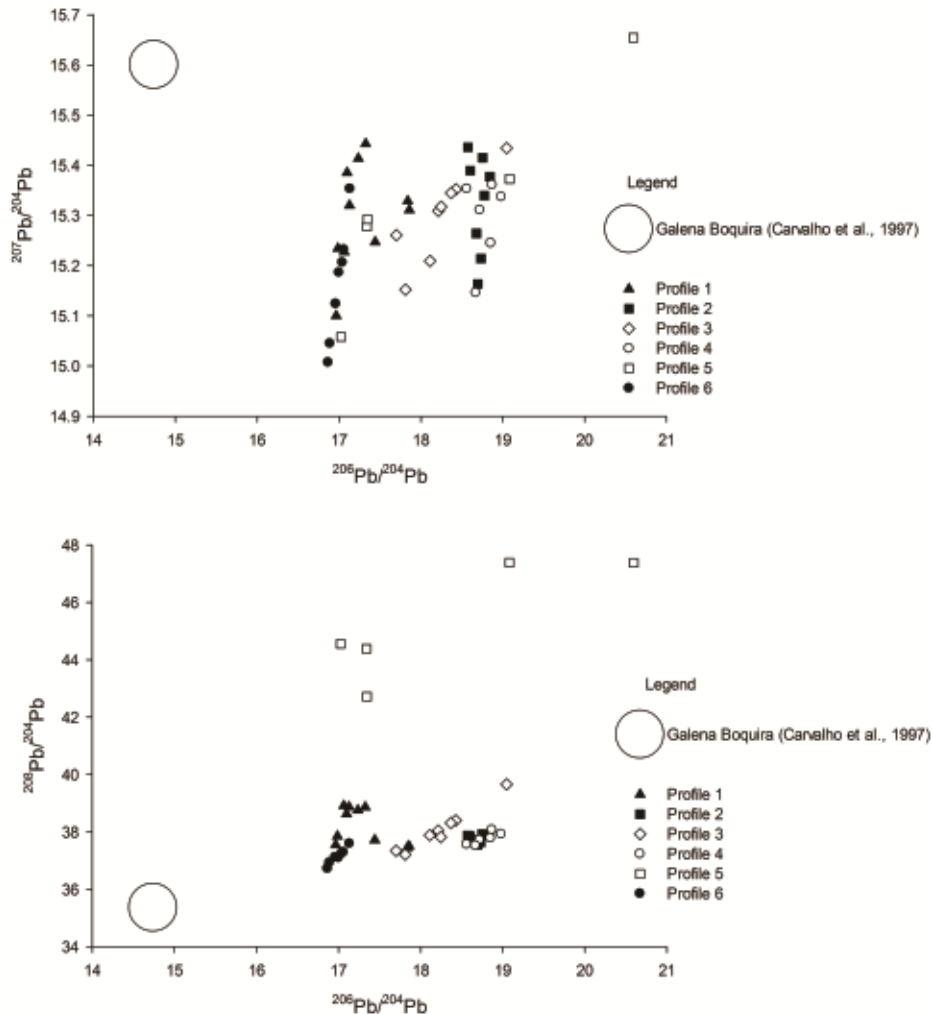 15.7
15.6
15.5
15.4
15.3
15.2
15.1
15.0
14.9
²⁰⁷Pb/²⁰⁴Pb
14 15 16 17 18 19 20 21
²⁰⁶Pb/²⁰⁴Pb
Legend
Galena Boquira (Carvalho et al., 1997)
Profile 1
Profile 2
Profile 3
Profile 4
Profile 5
Profile 6
48
46
44
42
40
38
36
34
²⁰⁸Pb/²⁰⁴Pb
14 15 16 17 18 19 20 21
²⁰⁶Pb/²⁰⁴Pb
Legend
Galena Boquira (Carvalho et al., 1997)
Profile 1
Profile 2
Profile 3
Profile 4
Profile 5
Profile 6